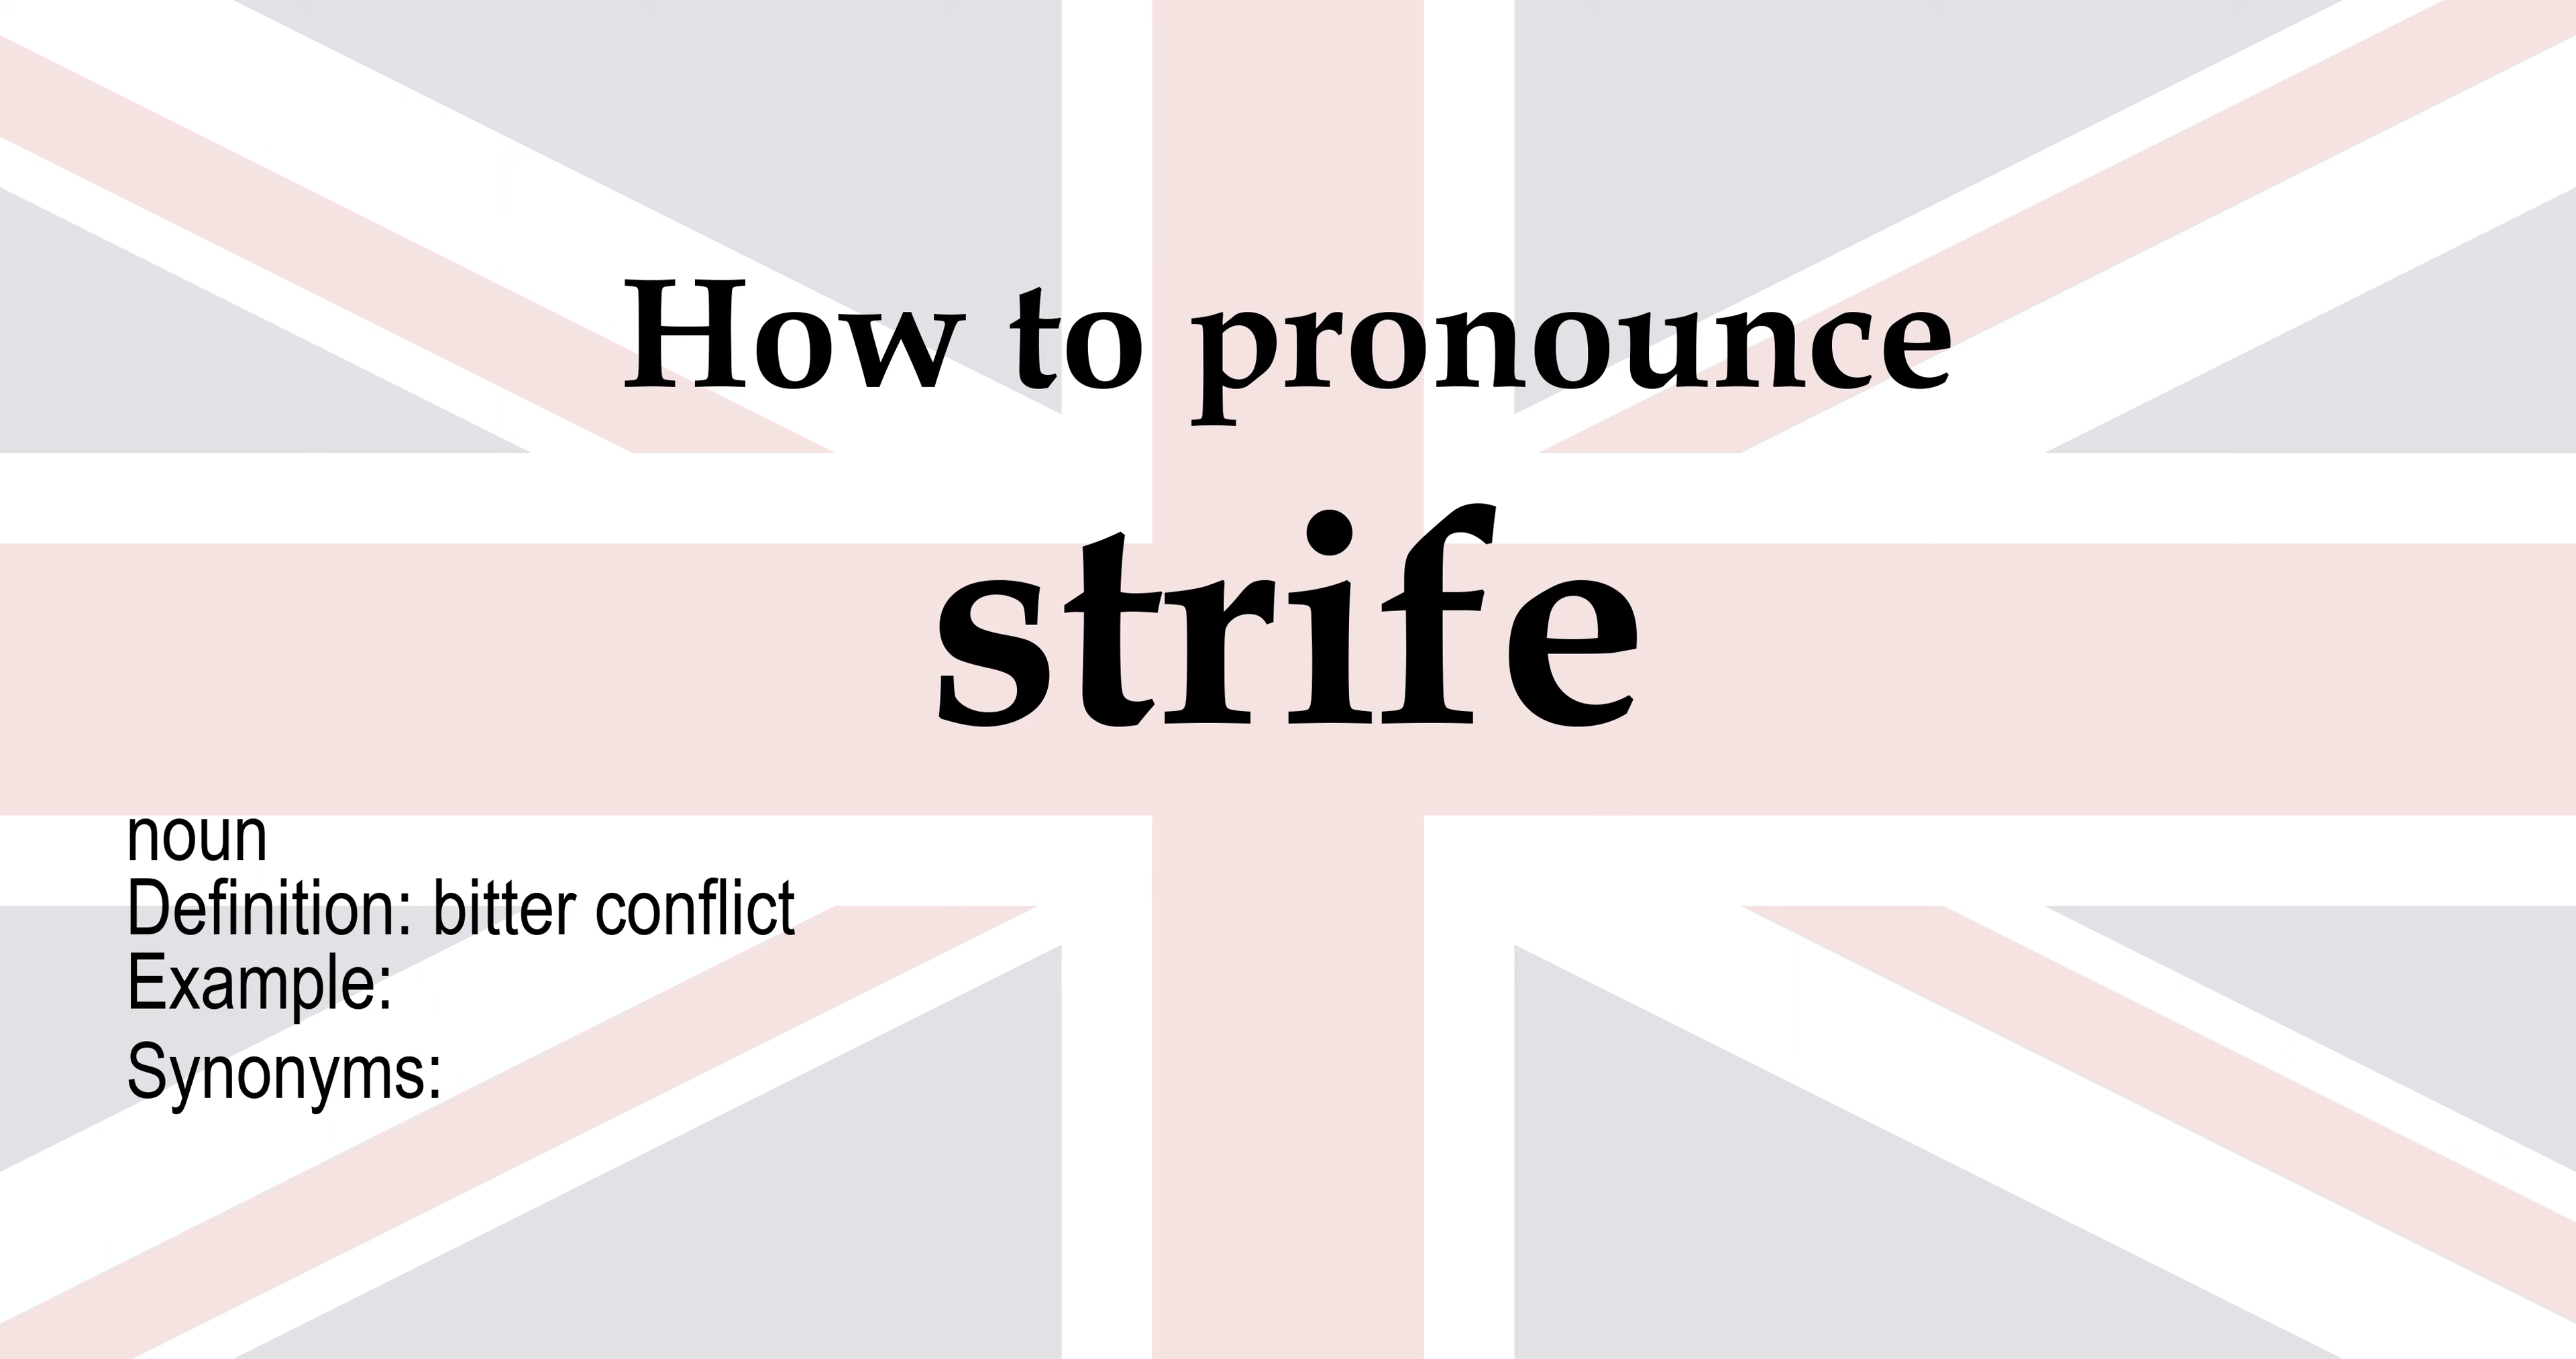 How to pronounce
strife
noun
Definition: bitter conflict
Example:
Synonyms: